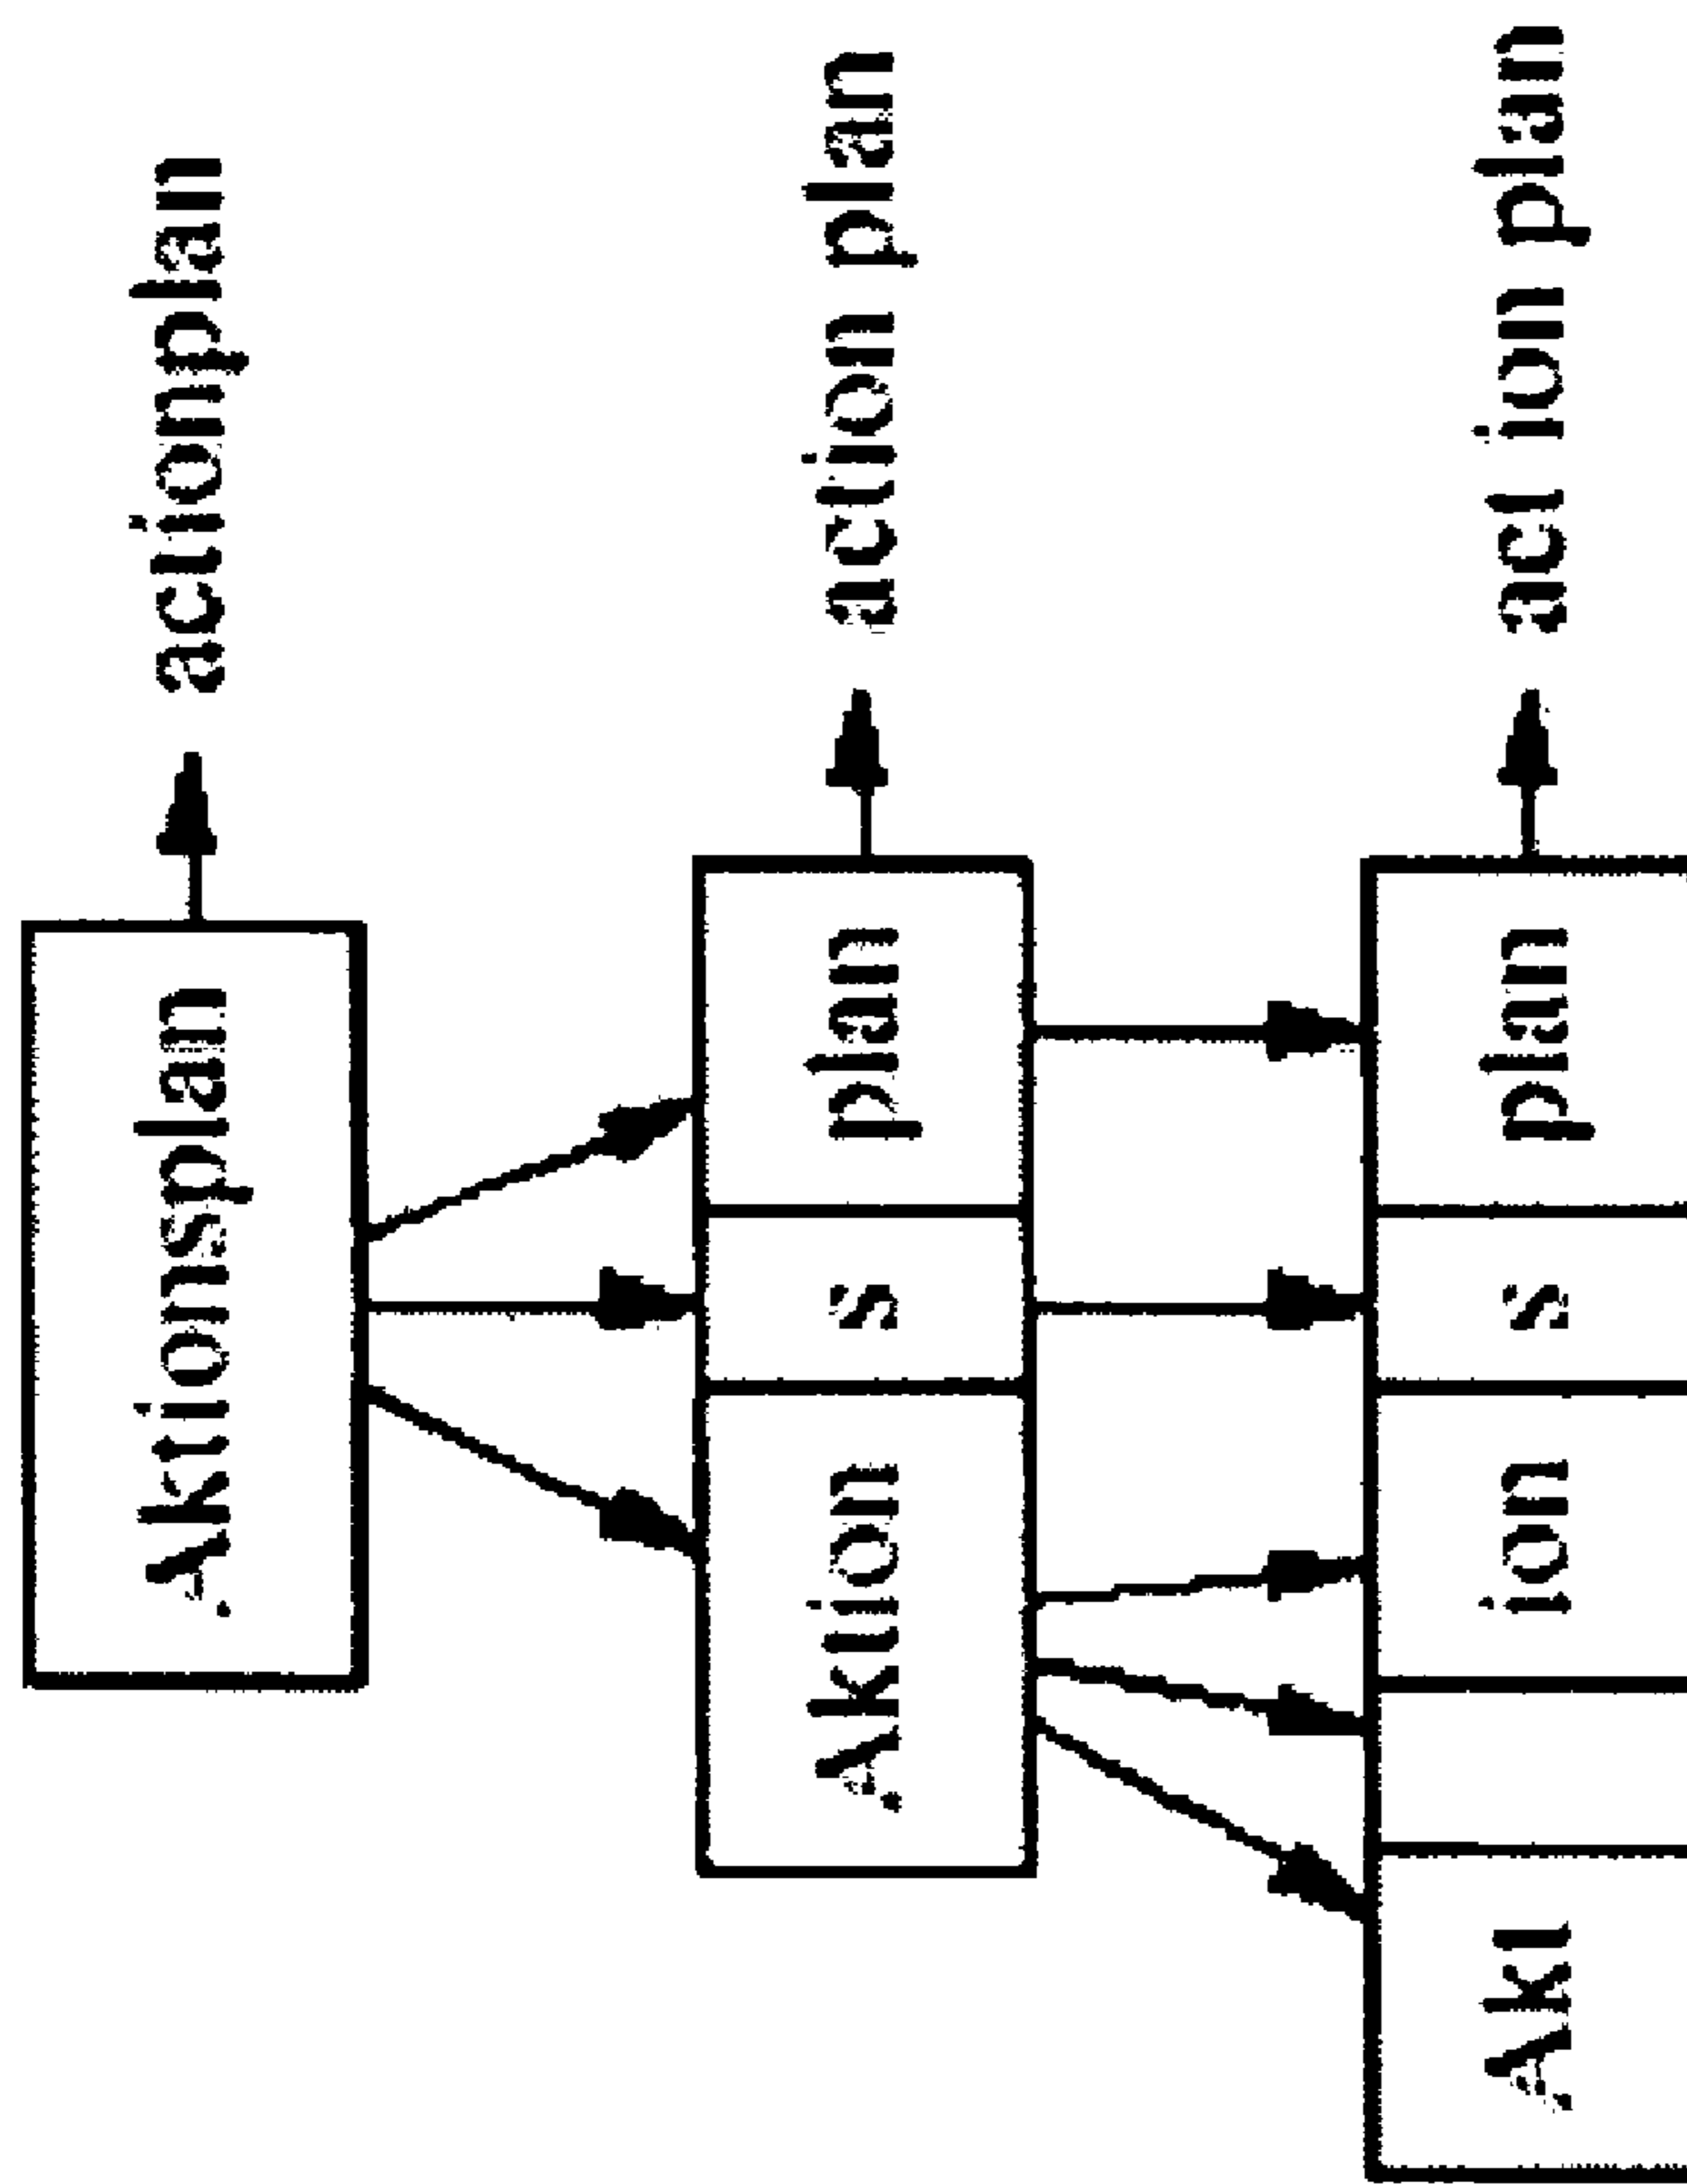 Aktionsplan actionplan
Aktion s plan action plan
Akt ion s plan act ion plan